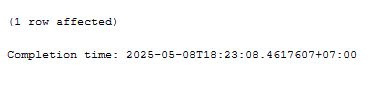 (1 row affected)
Completion time: 2025-05-08T18:23:08.4617607+07:00